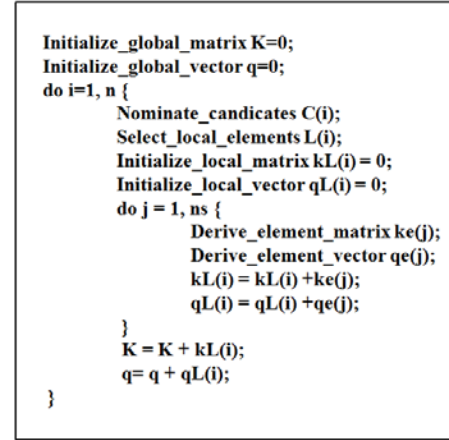 Initialize_global_matrix K=0;
Initialize_global_vector q=0;
do i=1, n {
Nominate_candicates C(i);
Select_local_elements L(i);
Initialize_local_matrix kL(i) = 0;
Initialize_local_vector qL(i) = 0;
do j = 1, ns {
Derive_element_matrix ke(j);
Derive_element_vector qe(j);
kL(i) = kL(i) +ke(j);
qL(i) = qL(i) +qe(j);
}
K = K + kL(i);
q= q + qL(i);
}